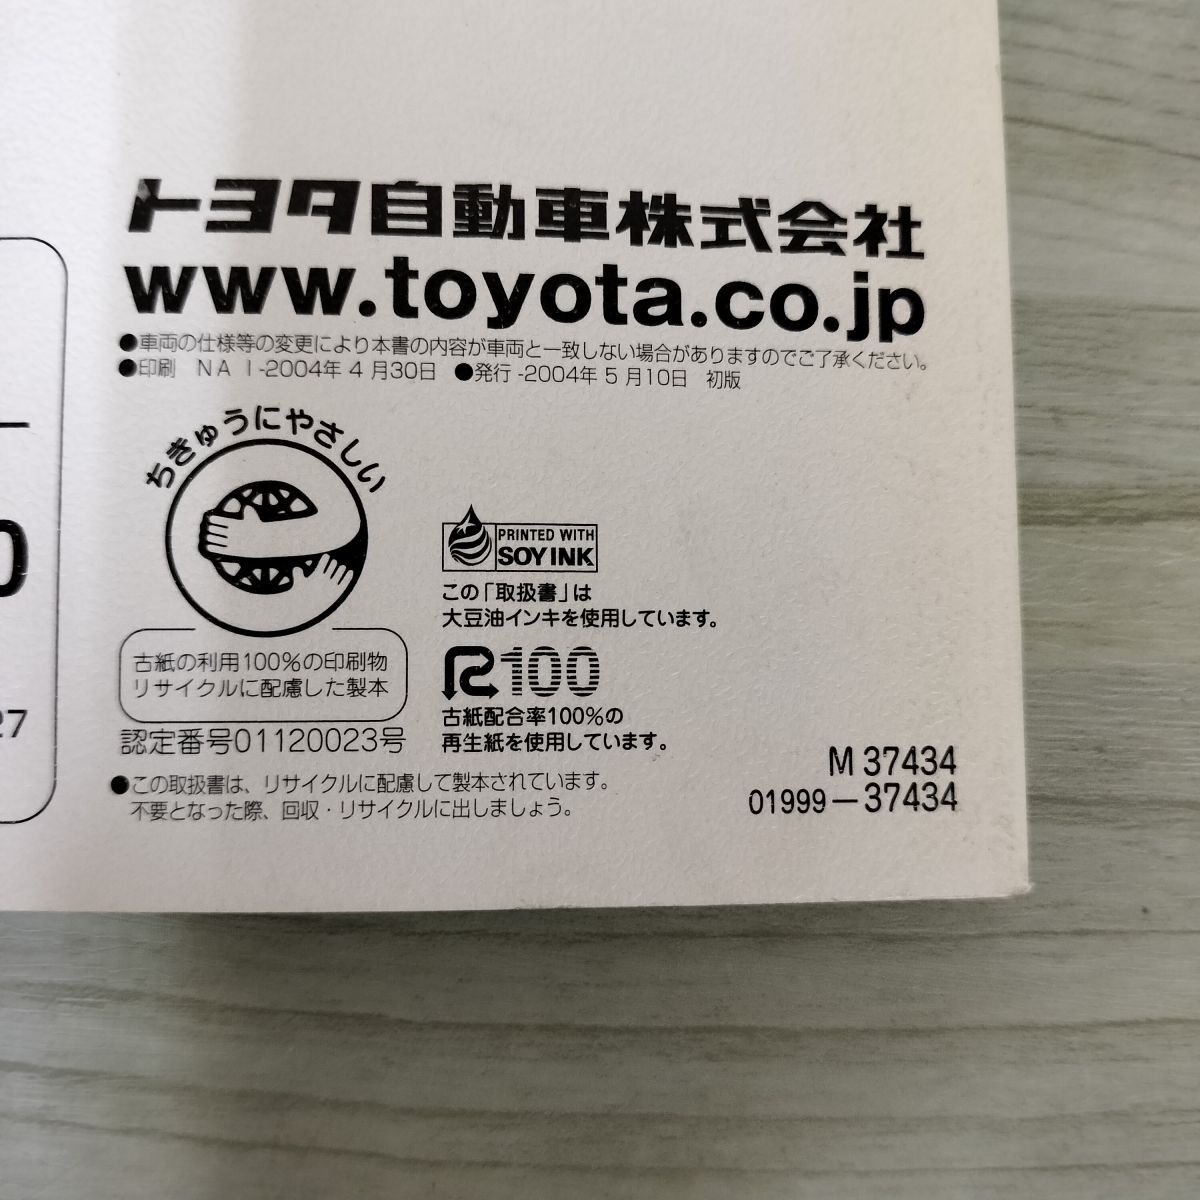 トヨタ自動車株式会社
www.toyota.co.jp
●車両の仕様等の変更により本書の内容が車両と一致しない場合がありますのでご了承ください。
●印刷 NAI-2004年4月30日 ●発行-2004年5月10日 初版
ちきゅうにやさしい
古紙の利用100%の印刷物
リサイクルに配慮した製本
認定番号01120023号
PRINTED WITH
SOY INK
この「取扱書」は
大豆油インキを使用しています。
R100
古紙配合率100%の
再生紙を使用しています。
●この取扱書は、リサイクルに配慮して製本されています。
不要となった際、回収・リサイクルに出しましょう。
M 37434
01999-37434
0
27